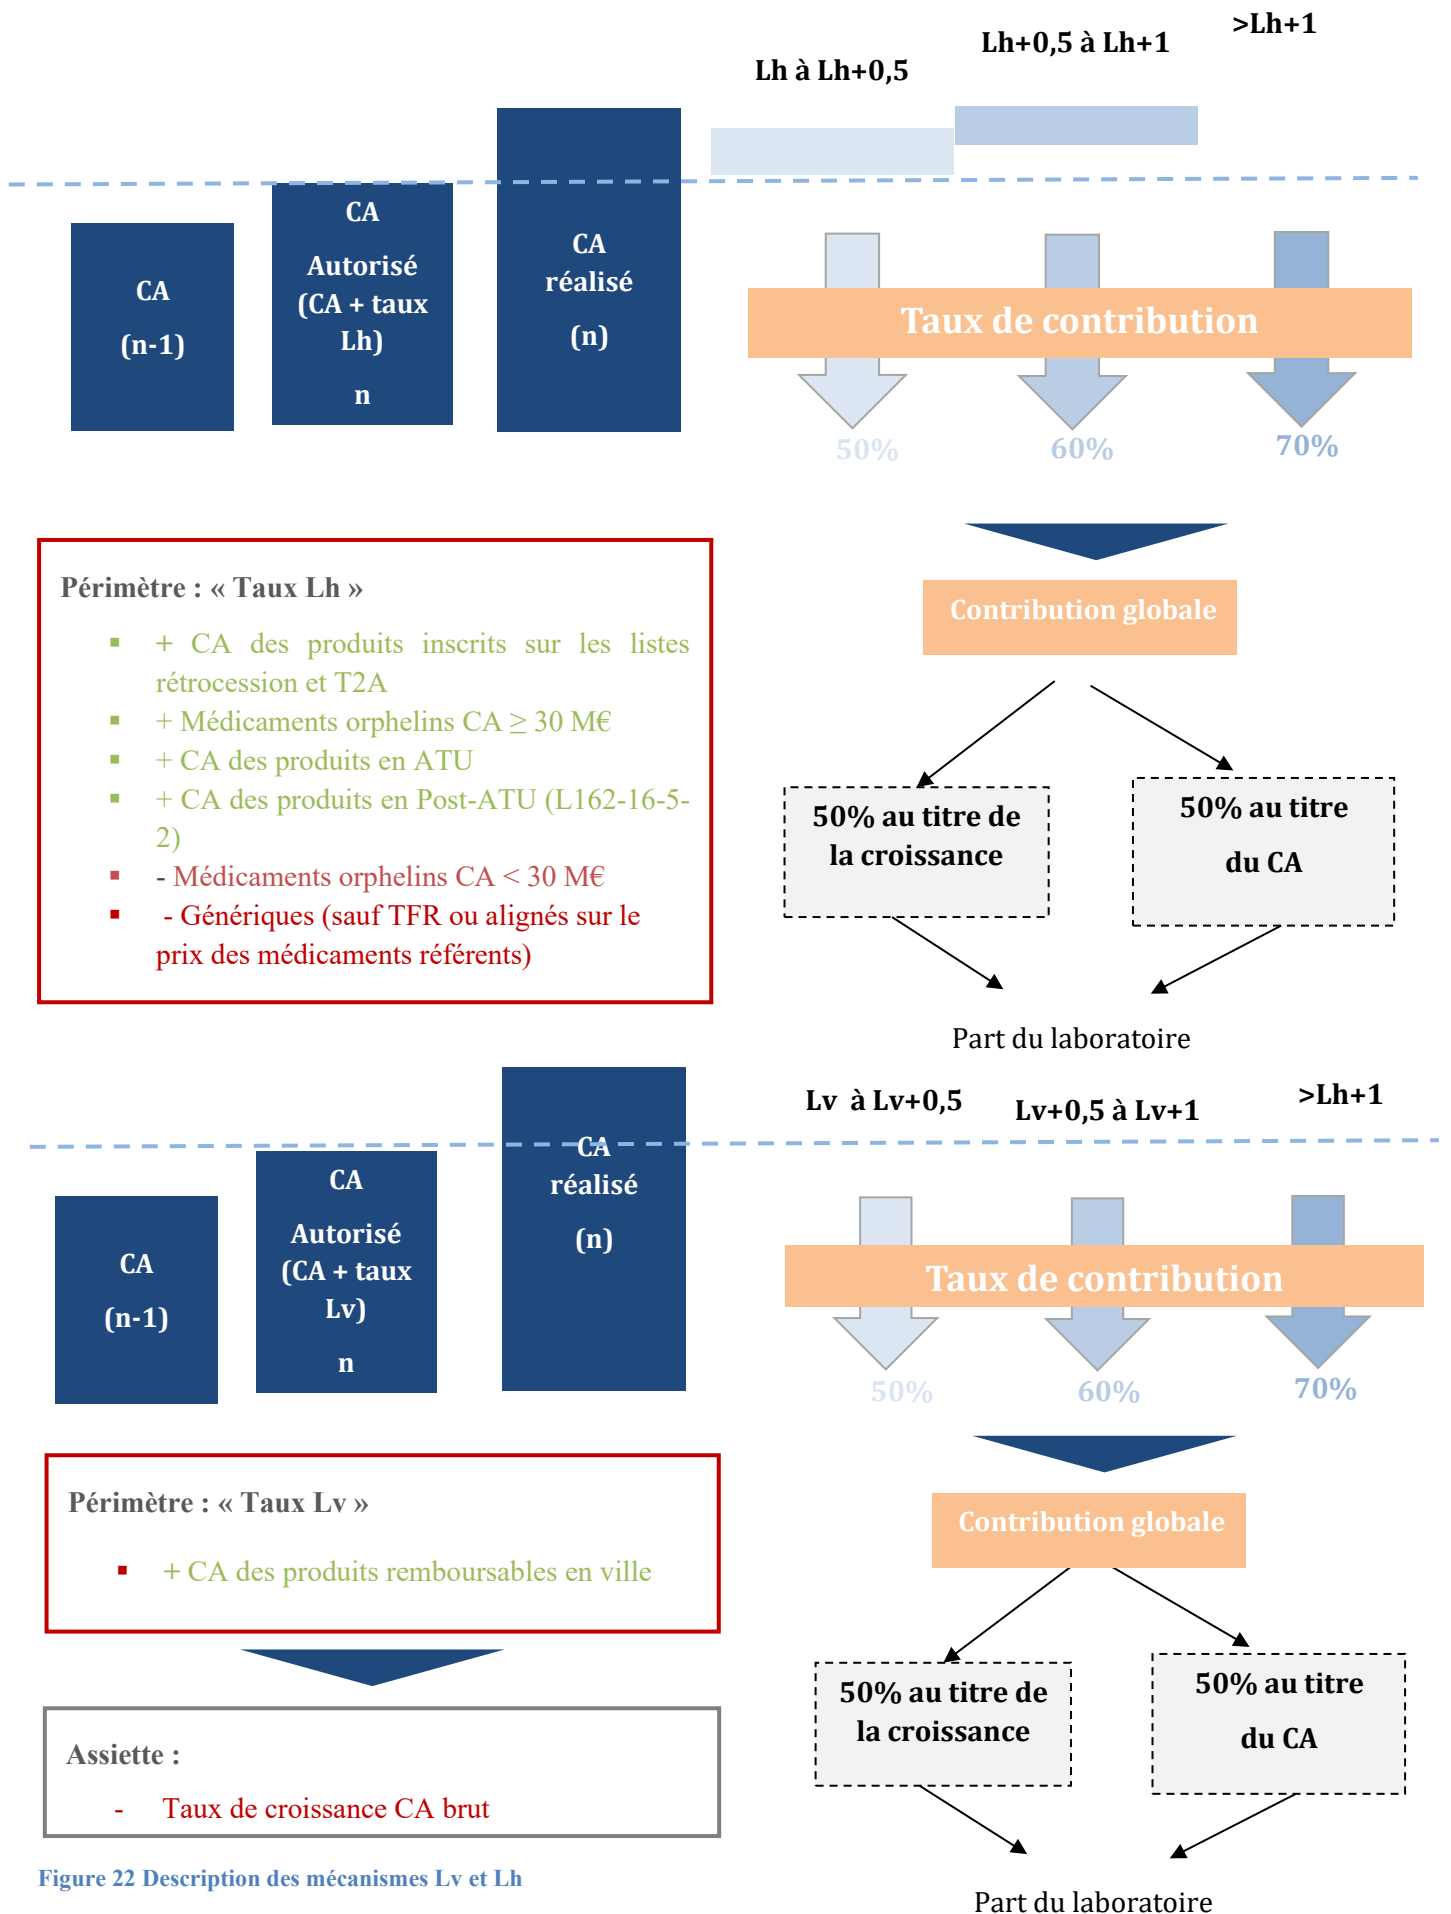 Lh à Lh+0,5
Lh+0,5 à Lh+1
>Lh+1
CA
(n-1)
CA
Autorisé
(CA + taux
Lh)
n
CA
réalisé
(n)
Taux de contribution
50%
60%
70%
Périmètre : « Taux Lh »
▪ + CA des produits inscrits sur les listes
rétrocession et T2A
▪ + Médicaments orphelins CA ≥ 30 M€
▪ + CA des produits en ATU
▪ + CA des produits en Post-ATU (L162-16-5-
2)
▪ - Médicaments orphelins CA < 30 M€
▪ - Génériques (sauf TFR ou alignés sur le
prix des médicaments référents)
Contribution globale
50% au titre de
la croissance
50% au titre
du CA
Part du laboratoire
Lv à Lv+0,5
Lv+0,5 à Lv+1
>Lh+1
CA
(n-1)
CA
Autorisé
(CA + taux
Lv)
n
CA
réalisé
(n)
Taux de contribution
50%
60%
70%
Périmètre : « Taux Lv »
▪ + CA des produits remboursables en ville
Assiette :
- Taux de croissance CA brut
Contribution globale
50% au titre de
la croissance
50% au titre
du CA
Part du laboratoire
Figure 22 Description des mécanismes Lv et Lh